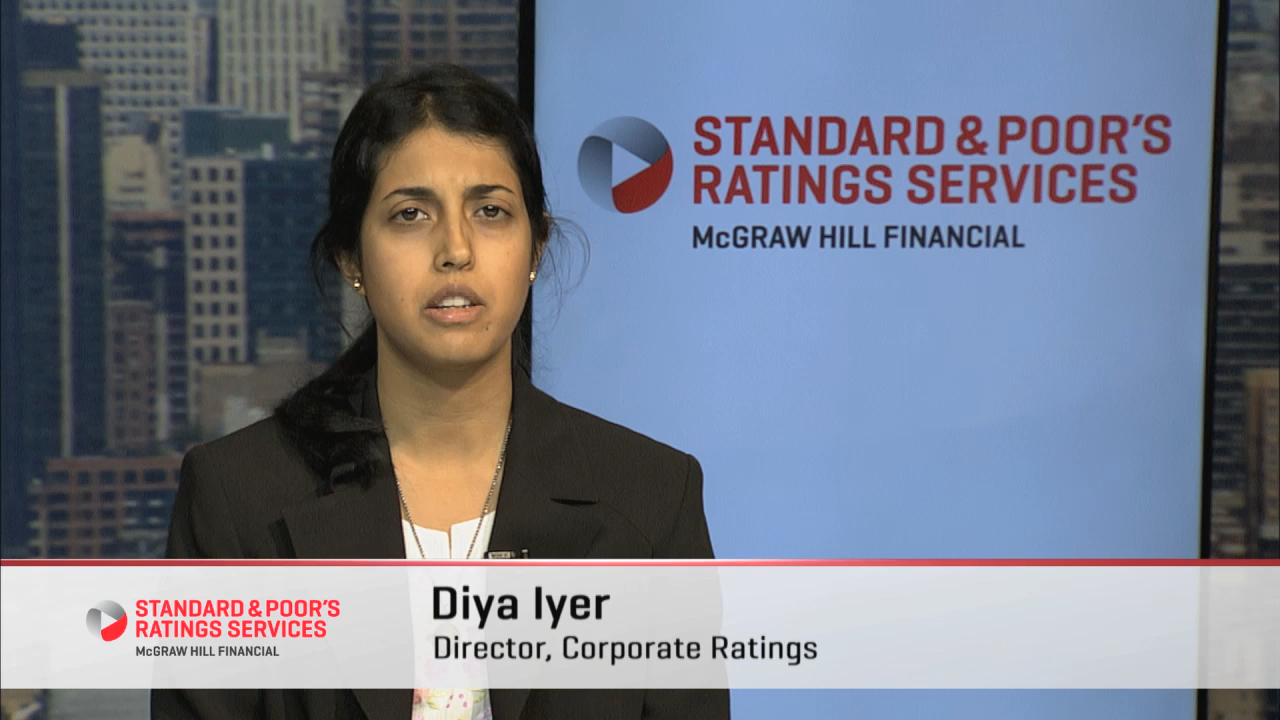 STANDARD & POOR'S
RATINGS SERVICES
McGRAW HILL FINANCIAL
STANDARD & POOR'S
RATINGS SERVICES
McGRAW HILL FINANCIAL
Diya Iyer
Director, Corporate Ratings